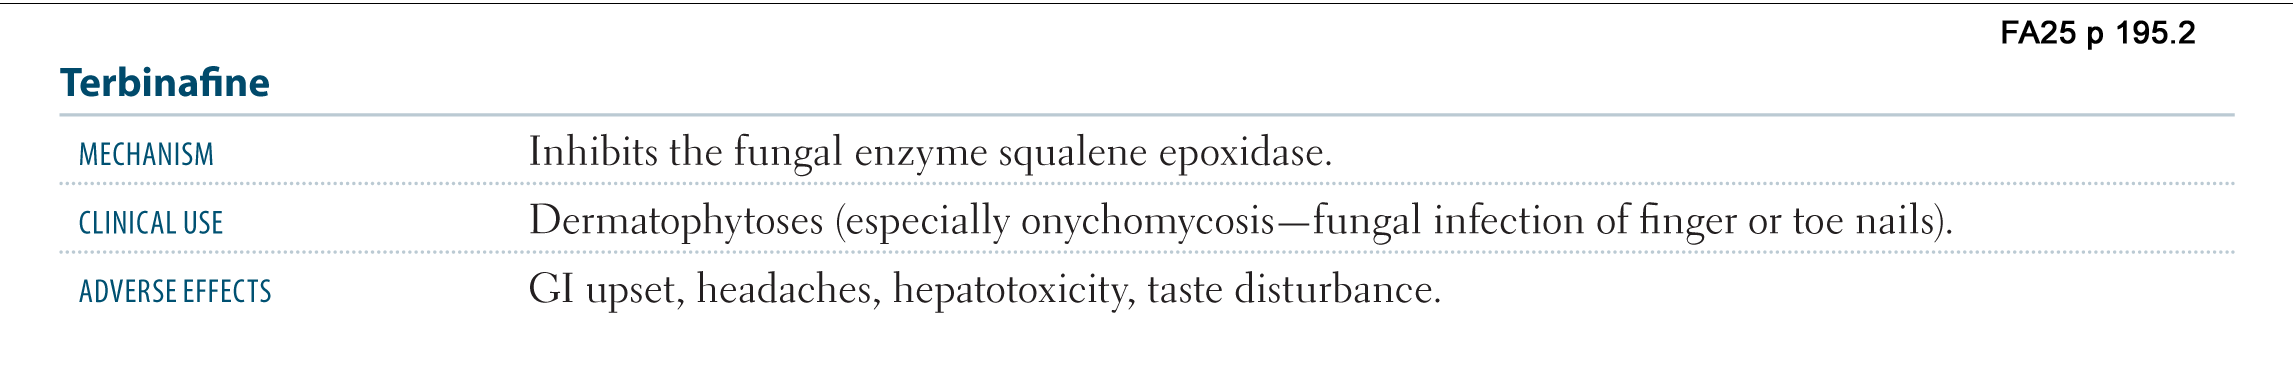 FA25 p 195.2
Terbinafine
MECHANISM Inhibits the fungal enzyme squalene epoxidase.
CLINICAL USE Dermatophytoses (especially onychomycosis—fungal infection of finger or toe nails).
ADVERSE EFFECTS GI upset, headaches, hepatotoxicity, taste disturbance.